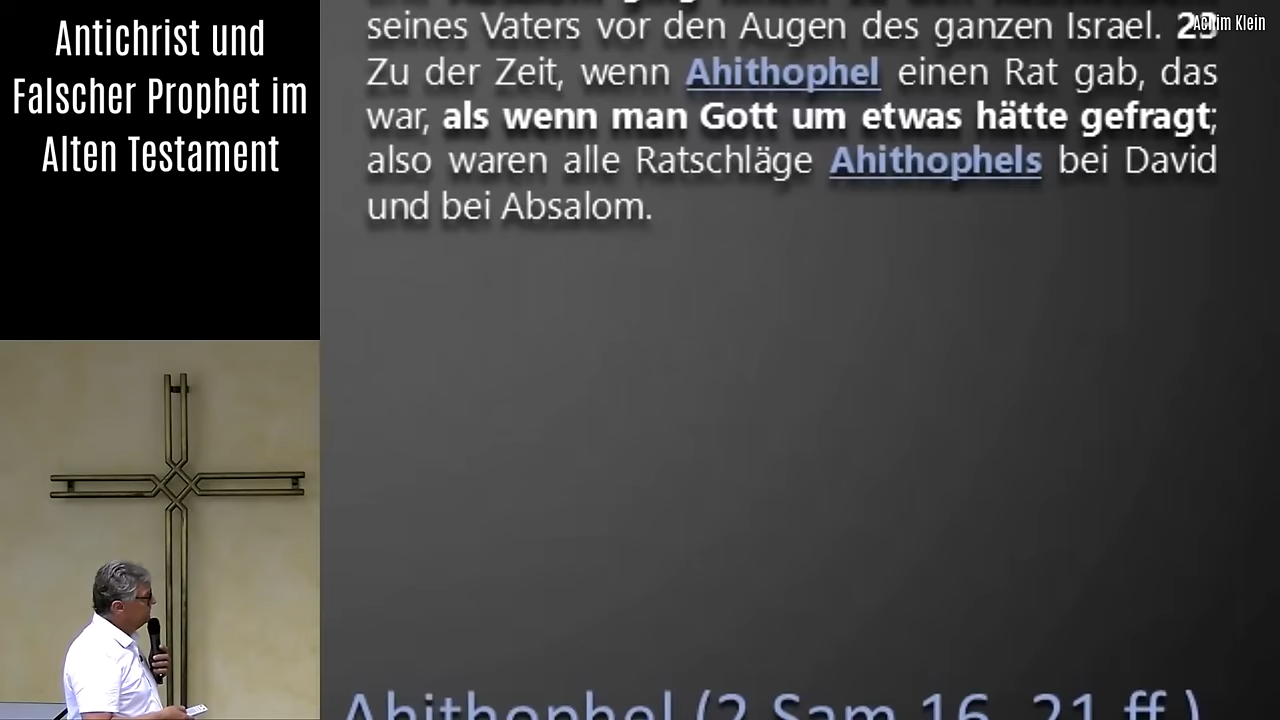 Antichrist und
Falscher Prophet im
Alten Testament
Achim Klein
seines Vaters vor den Augen des ganzen Israel. 23
Zu der Zeit, wenn Ahithophel einen Rat gab, das
war, als wenn man Gott um etwas hätte gefragt;
also waren alle Ratschläge Ahithophels bei David
und bei Absalom.
Ahithophel (2 Sam 16, 21 ff.)